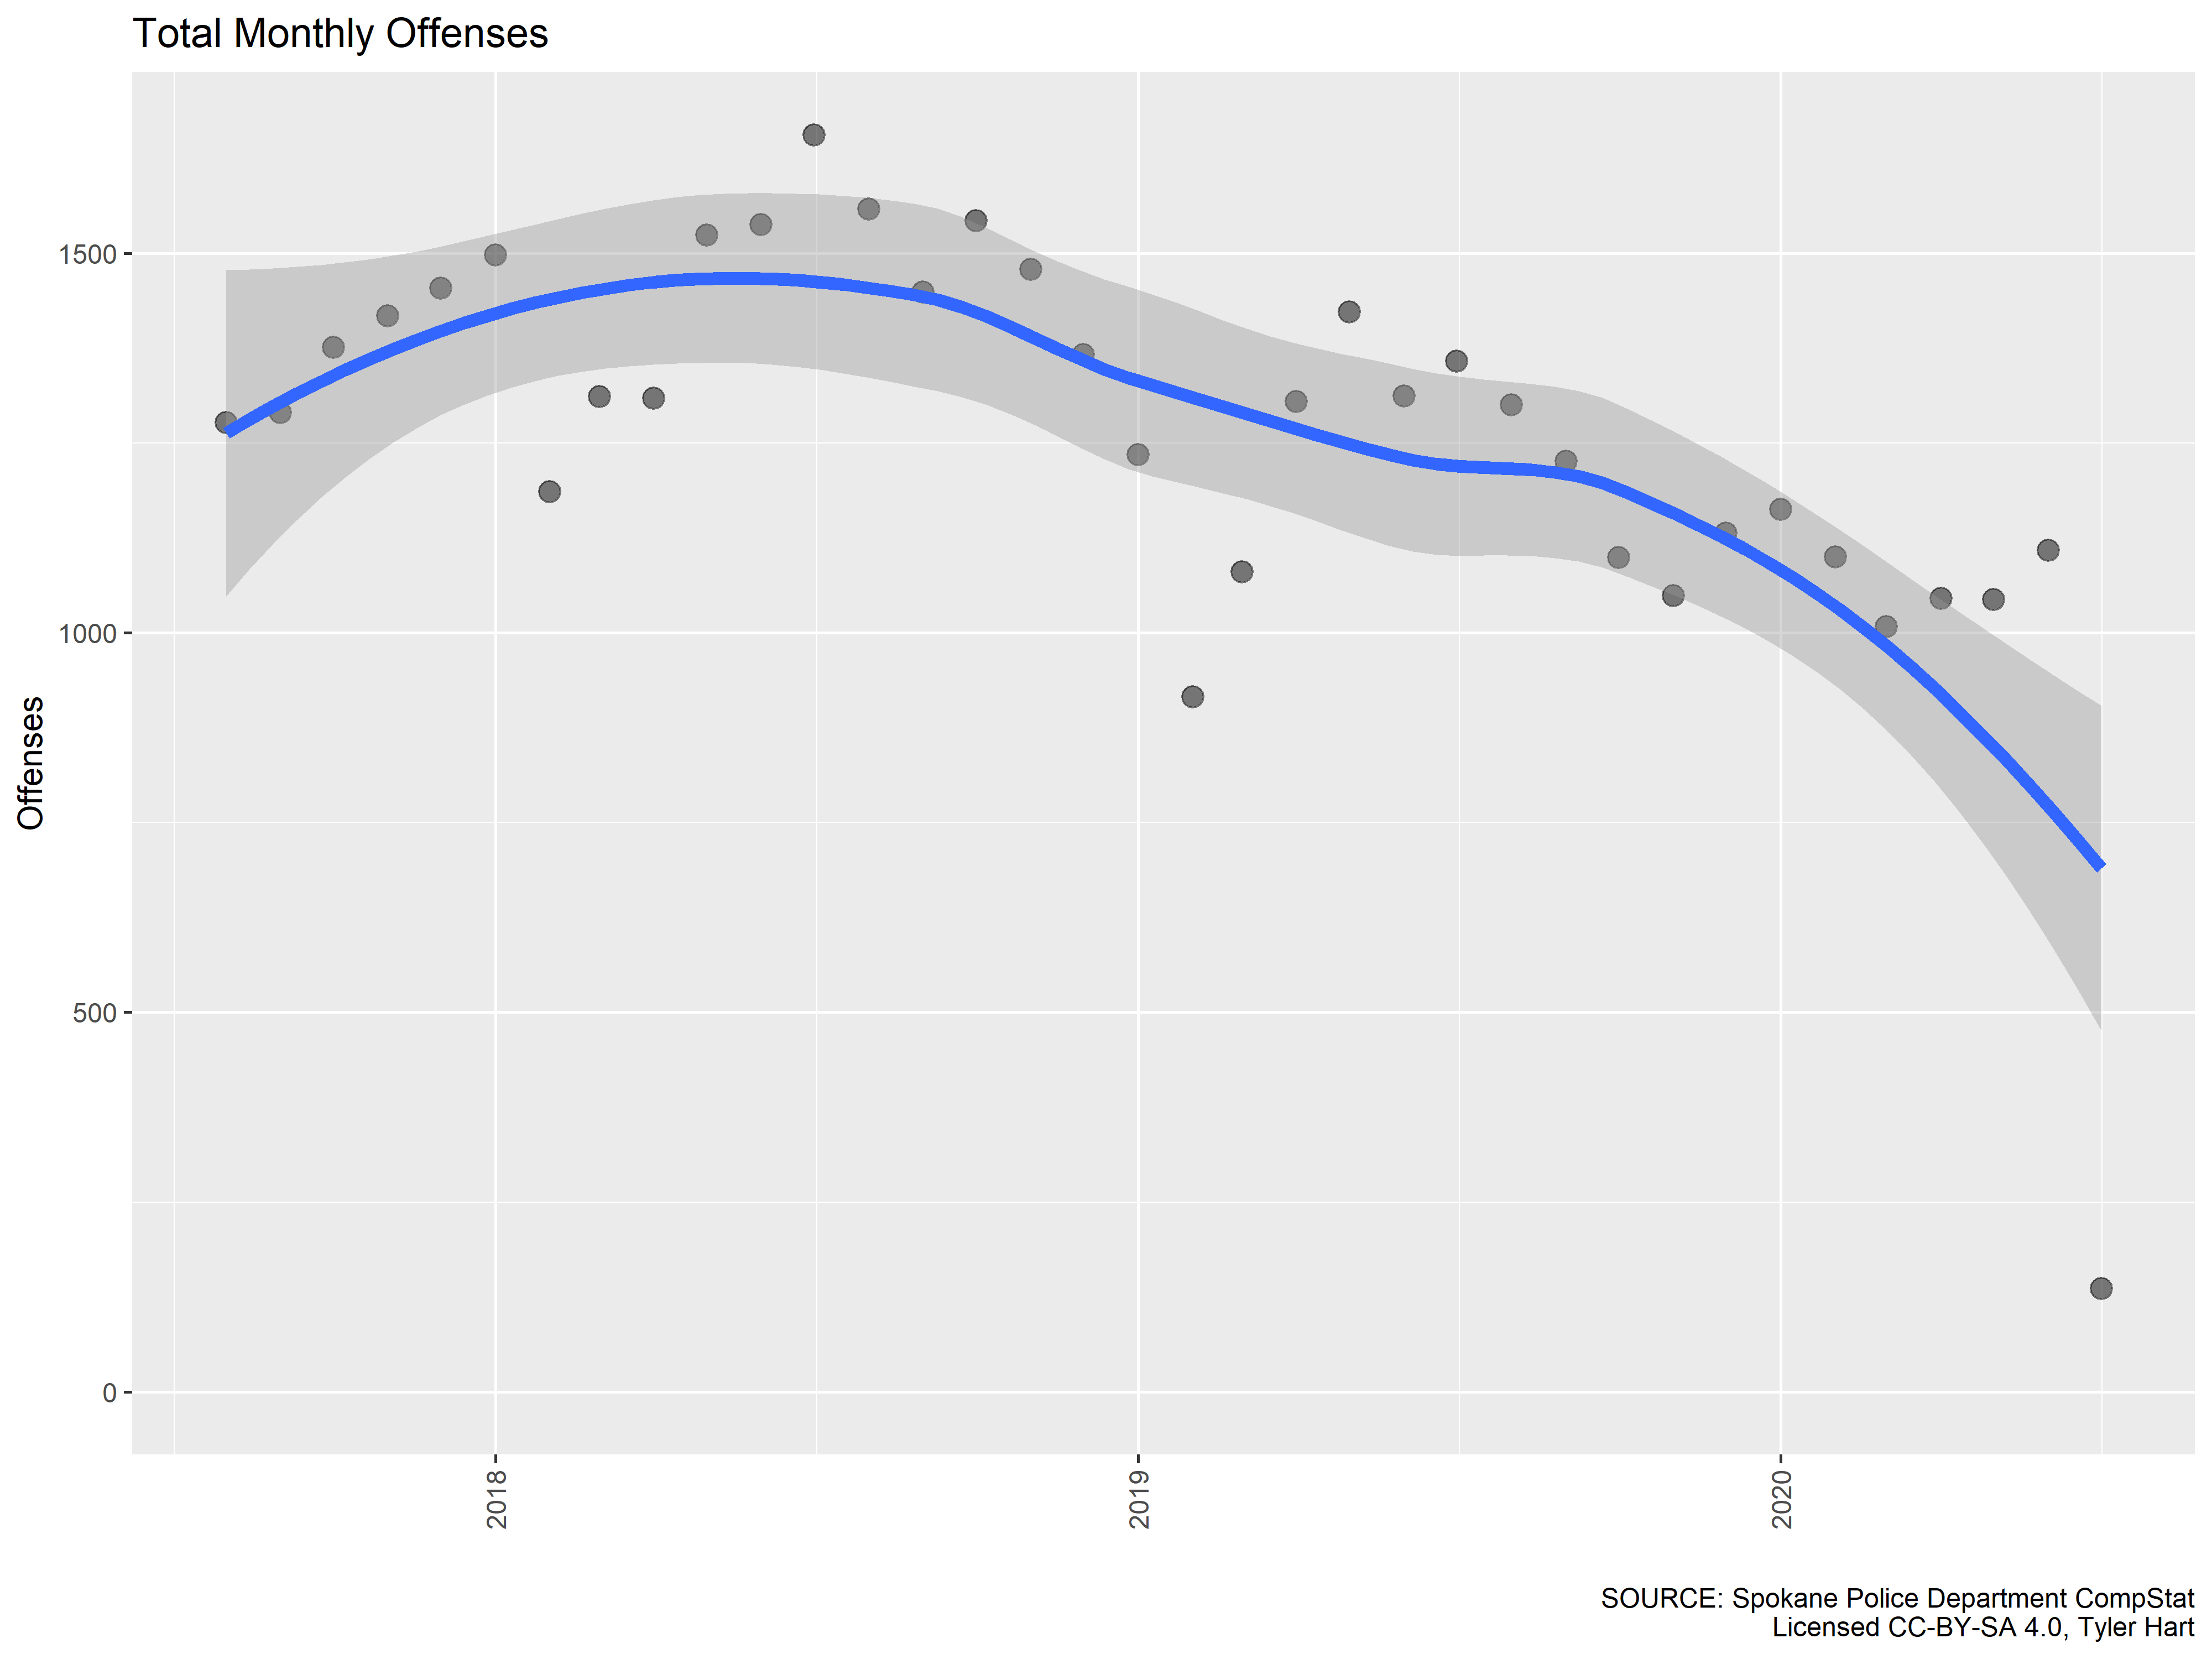 Total Monthly Offenses
Offenses
1500
1000
500
0
2018
2019
2020
SOURCE: Spokane Police Department CompStat
Licensed CC-BY-SA 4.0, Tyler Hart